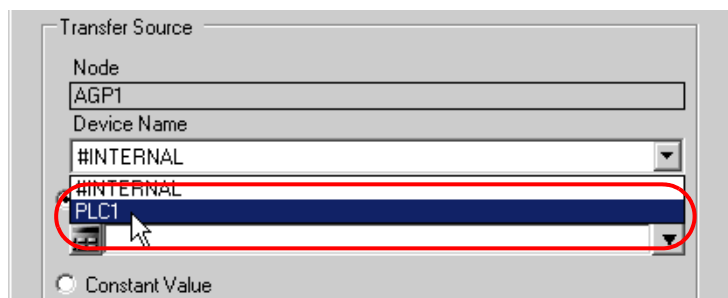 Transfer Source
Node
AGP1
Device Name
#INTERNAL
#INTERNAL
PLC1
Constant Value